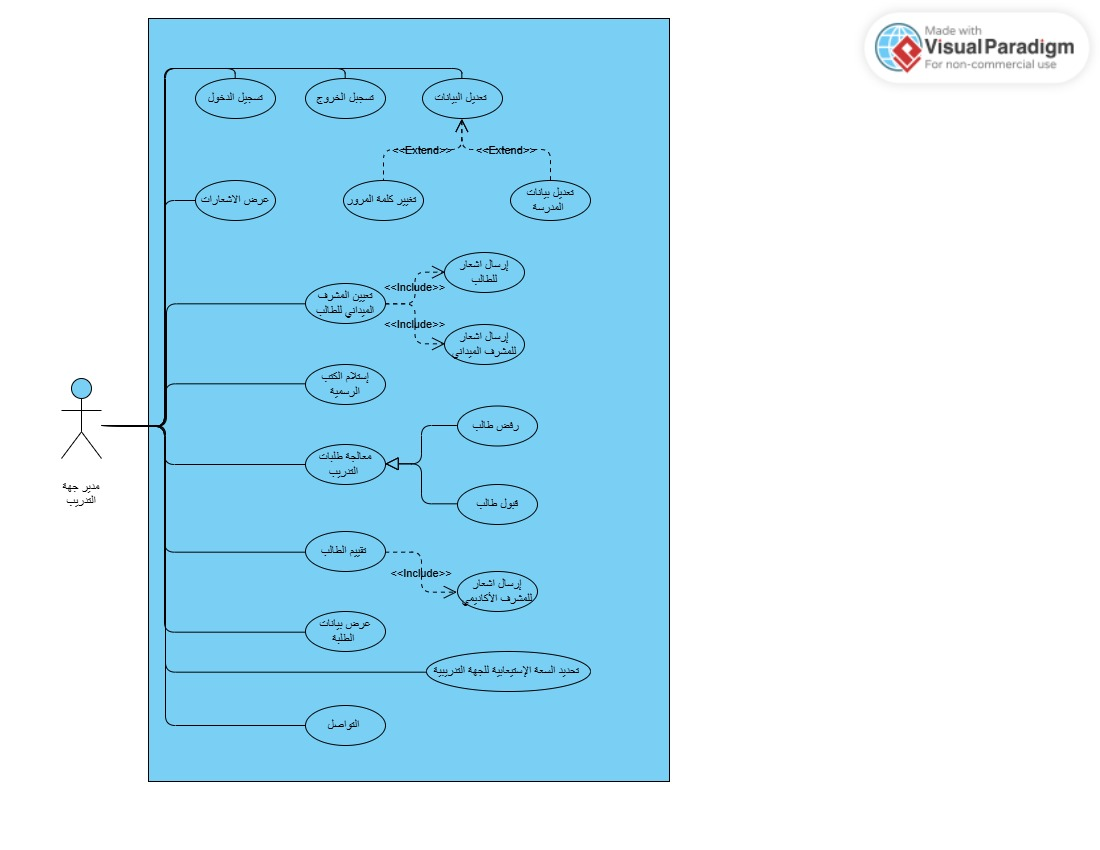 Made with
Visual Paradigm
For non-commercial use
تسجيل الدخول
تسجيل الخروج
تعديل البيانات
<<Extend>>
<<Extend>>
عرض الاشعارات
تغيير كلمة المرور
تعديل بيانات
المدرسة
إرسال اشعار
للطالب
<<Include>>
تعيين المشرف
الميداني للطالب
<<Include>>
إرسال اشعار
للمشرف الميداني
إستلام الكتب
الرسمية
رفض طالب
معالجة طلبات
التدريب
مدير جهة
التدريب
قبول طالب
تقييم الطالب
<<Include>>
إرسال اشعار
للمشرف الأكاديمي
عرض بيانات
الطلبة
تحديد السعة الإستيعابية للجهة التدريبية
التواصل